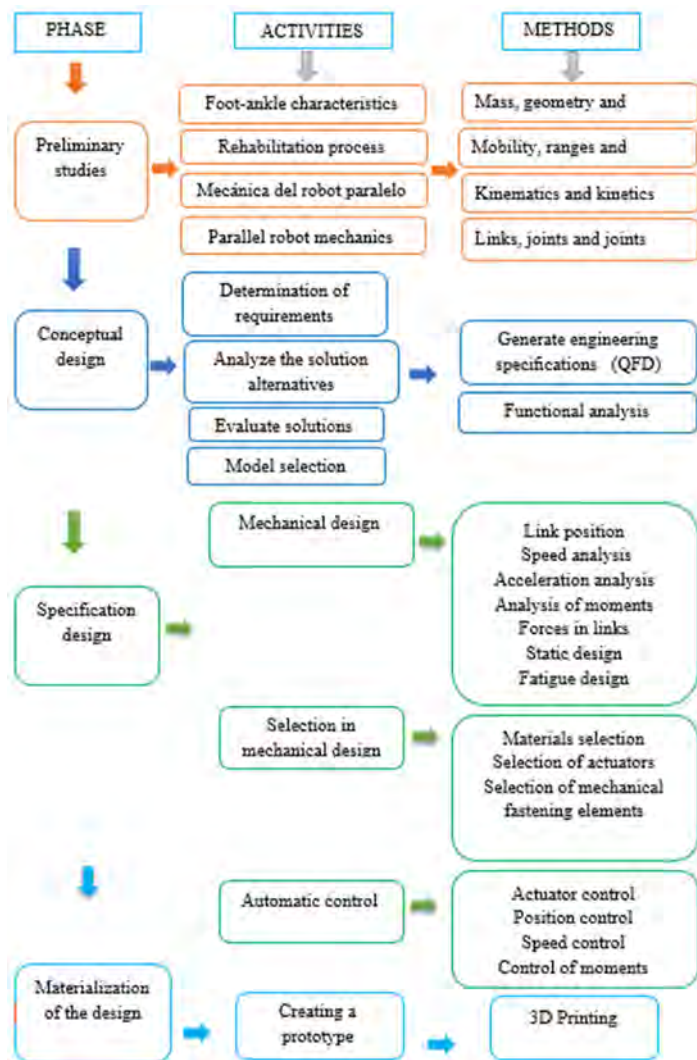 PHASE
ACTIVITIES
METHODS
Preliminary
studies
Foot-ankle characteristics
Rehabilitation process
Mecánica del robot paralelo
Parallel robot mechanics
Mass, geometry and
Mobility, ranges and
Kinematics and kinetics
Links, joints and joints
Conceptual
design
Determination of
requirements
Analyze the solution
alternatives
Evaluate solutions
Model selection
Generate engineering
specifications (QFD)
Functional analysis
Specification
design
Mechanical design
Link position
Speed analysis
Acceleration analysis
Analysis of moments
Forces in links
Static design
Fatigue design
Selection in
mechanical design
Materials selection
Selection of actuators
Selection of mechanical
fastening elements
Automatic control
Actuator control
Position control
Speed control
Control of moments
Materialization
of the design
Creating a
prototype
3D Printing